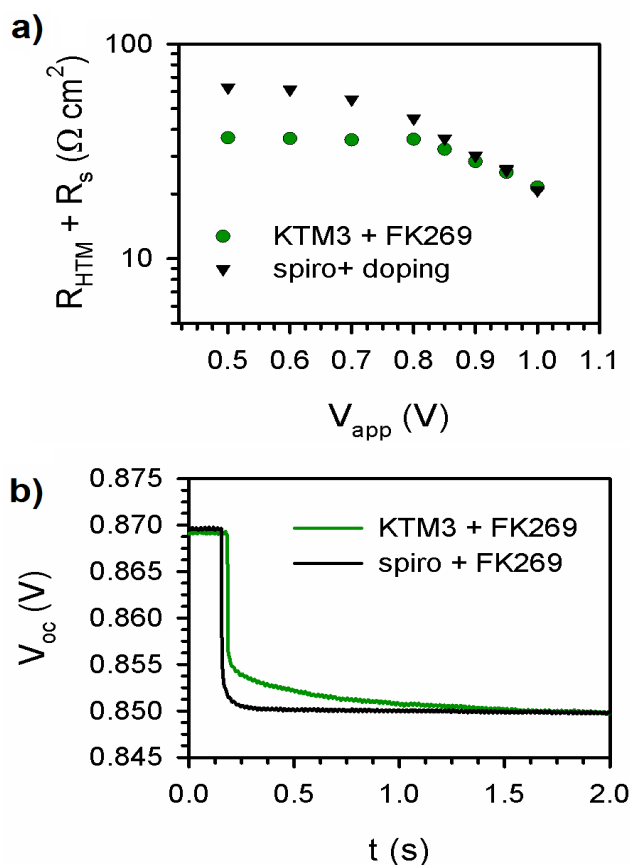 a)
100
10
R_HTM + R_s (Ω cm²)
KTM3 + FK269
spiro+ doping
0.5 0.6 0.7 0.8 0.9 1.0 1.1
V_app (V)
b)
0.875
0.870
0.865
0.860
0.855
0.850
0.845
V_oc (V)
KTM3 + FK269
spiro + FK269
0.0 0.5 1.0 1.5 2.0
t (s)